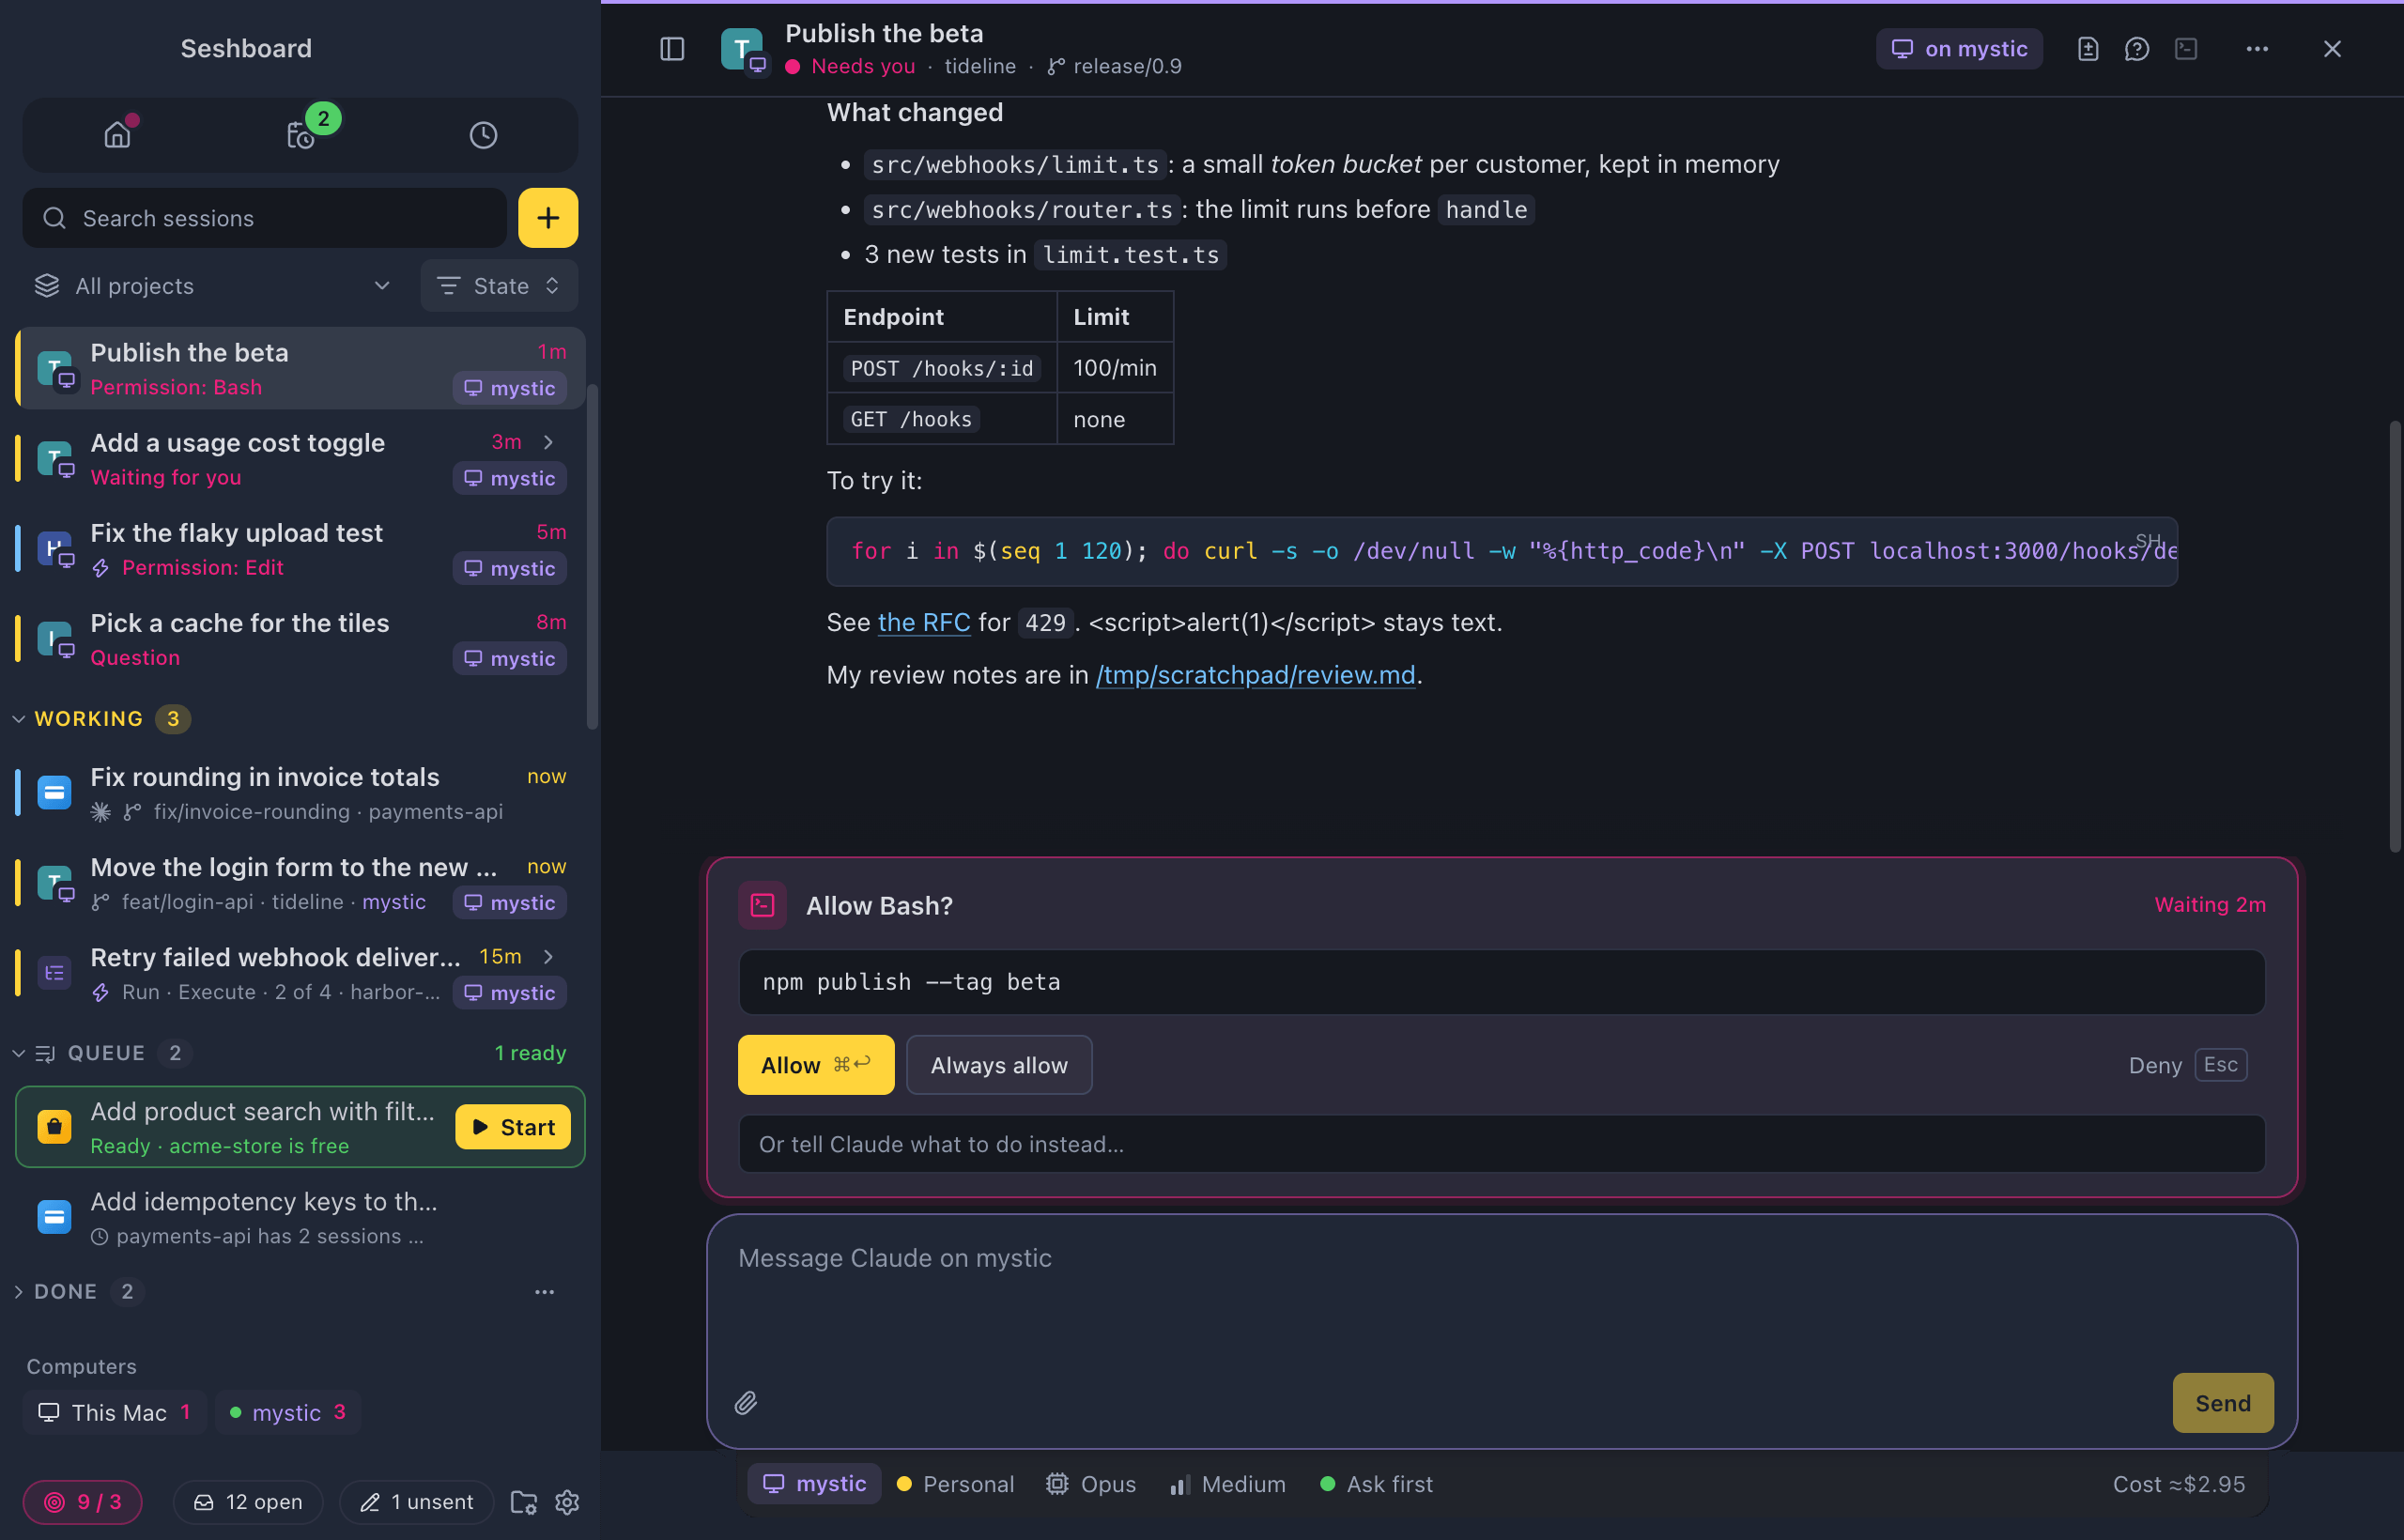 Seshboard
2
Search sessions
All projects
State
Publish the beta
1m
Permission: Bash
mystic
Add a usage cost toggle
3m
Waiting for you
mystic
Fix the flaky upload test
5m
Permission: Edit
mystic
Pick a cache for the tiles
8m
Question
mystic
WORKING 3
Fix rounding in invoice totals
now
fix/invoice-rounding · payments-api
Move the login form to the new ...
now
feat/login-api · tideline · mystic
mystic
Retry failed webhook deliver...
15m
Run · Execute · 2 of 4 · harbor-...
mystic
QUEUE 2
1 ready
Add product search with filt...
Ready · acme-store is free
Start
Add idempotency keys to th...
payments-api has 2 sessions ...
DONE 2
Computers
This Mac 1
mystic 3
9 / 3
12 open
1 unsent
T
Publish the beta
Needs you · tideline · release/0.9
on mystic
What changed
• src/webhooks/limit.ts: a small token bucket per customer, kept in memory
• src/webhooks/router.ts: the limit runs before handle
• 3 new tests in limit.test.ts
Endpoint Limit
POST /hooks/:id 100/min
GET /hooks none
To try it:
SH
for i in $(seq 1 120); do curl -s -o /dev/null -w "%{http_code}\n" -X POST localhost:3000/hooks/de
See the RFC for 429. <script>alert(1)</script> stays text.
My review notes are in /tmp/scratchpad/review.md.
Allow Bash?
Waiting 2m
npm publish --tag beta
Allow ⌘↩
Always allow
Deny Esc
Or tell Claude what to do instead...
Message Claude on mystic
Send
mystic
Personal
Opus
Medium
Ask first
Cost ≈$2.95